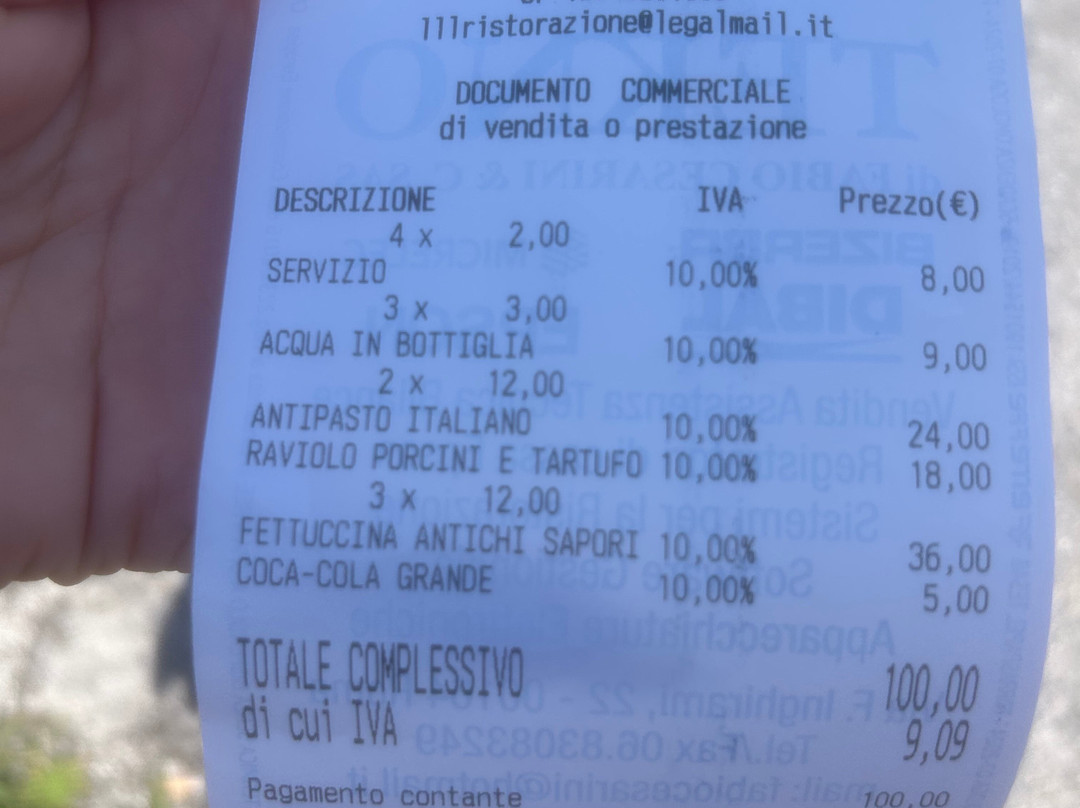 lllristorazione@legalmail.it
DOCUMENTO COMMERCIALE
di vendita o prestazione
DESCRIZIONE IVA Prezzo(€)
4 x 2,00
SERVIZIO 10,00% 8,00
3 x 3,00
ACQUA IN BOTTIGLIA 10,00% 9,00
2 x 12,00
ANTIPASTO ITALIANO 10,00% 24,00
RAVIOLO PORCINI E TARTUFO 10,00% 18,00
3 x 12,00
FETTUCCINA ANTICHI SAPORI 10,00% 36,00
COCA-COLA GRANDE 10,00% 5,00
TOTALE COMPLESSIVO 100,00
di cui IVA 9,09
Pagamento contante 100,00